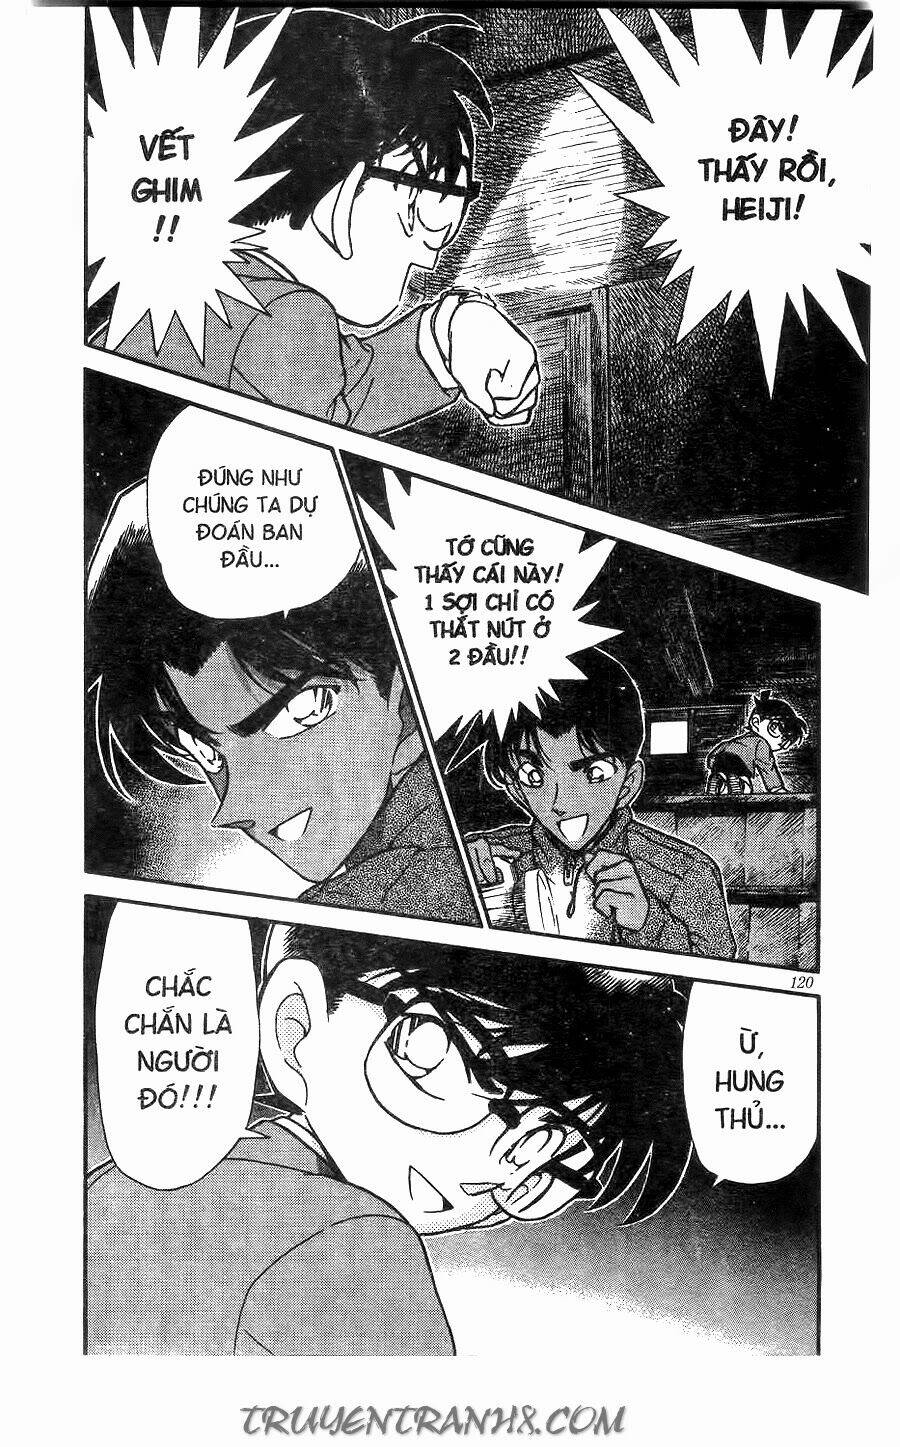 ĐÂY!
THẤY RỒI,
HEIJI!
VẾT
GHIM
!!
TỚ CŨNG
THẤY CÁI NÀY!
1 SỢI CHỈ CÓ
THẮT NÚT Ở
2 ĐẦU!!
ĐÚNG NHƯ
CHÚNG TA DỰ
ĐOÁN BAN
ĐẦU...
120
Ừ,
HUNG
THỦ...
CHẮC
CHẮN LÀ
NGƯỜI
ĐÓ!!!
TRUYENTRANH8.COM